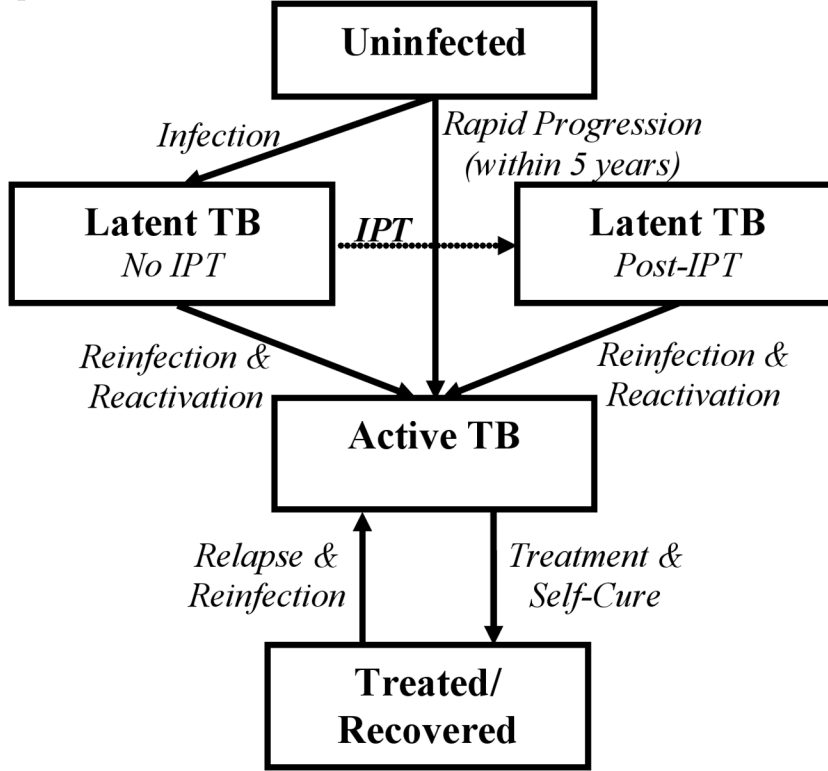 Uninfected
Infection
Rapid Progression
(within 5 years)
Latent TB
No IPT
IPT
Latent TB
Post-IPT
Reinfection &
Reactivation
Reinfection &
Reactivation
Active TB
Relapse &
Reinfection
Treatment &
Self-Cure
Treated/
Recovered